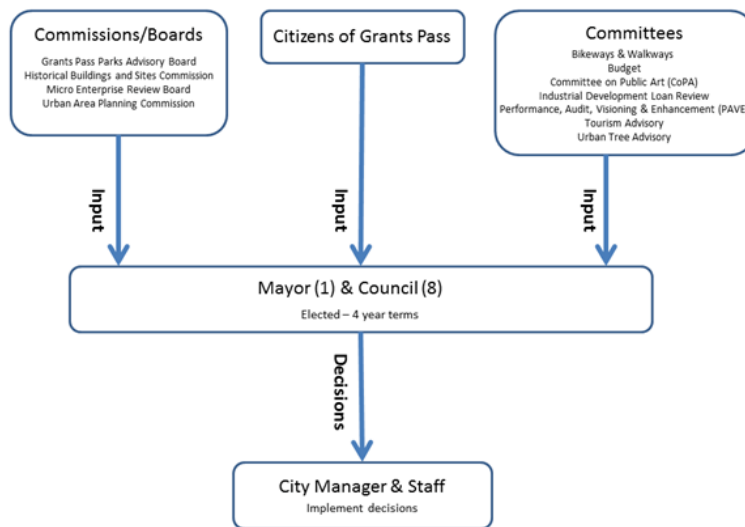 Commissions/Boards
Grants Pass Parks Advisory Board
Historical Buildings and Sites Commission
Micro Enterprise Review Board
Urban Area Planning Commission
Citizens of Grants Pass
Committees
Bikeways & Walkways
Budget
Committee on Public Art (CoPA)
Industrial Development Loan Review
Performance, Audit, Visioning & Enhancement (PAVE
Tourism Advisory
Urban Tree Advisory
Input
Input
Input
Mayor (1) & Council (8)
Elected – 4 year terms
Decisions
City Manager & Staff
Implement decisions